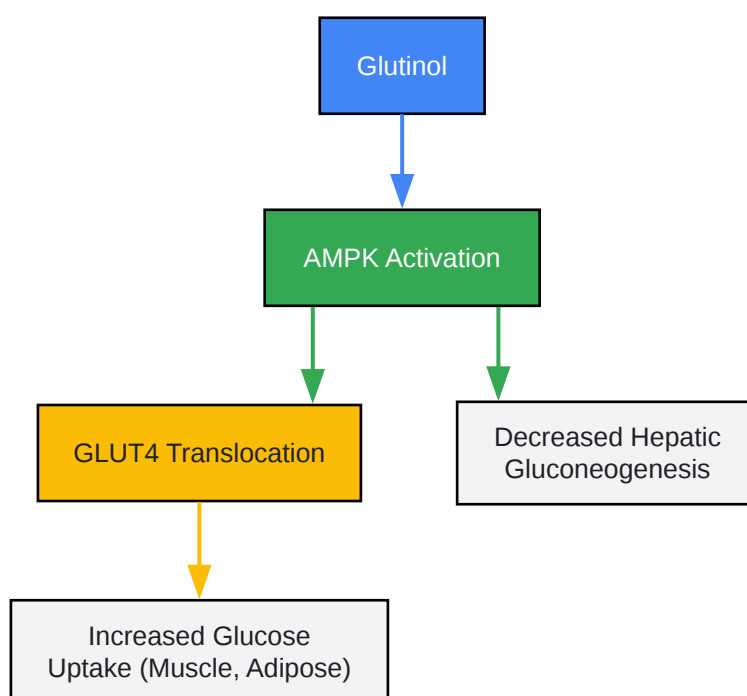 Glutinol
AMPK Activation
GLUT4 Translocation
Decreased Hepatic
Gluconeogenesis
Increased Glucose
Uptake (Muscle, Adipose)